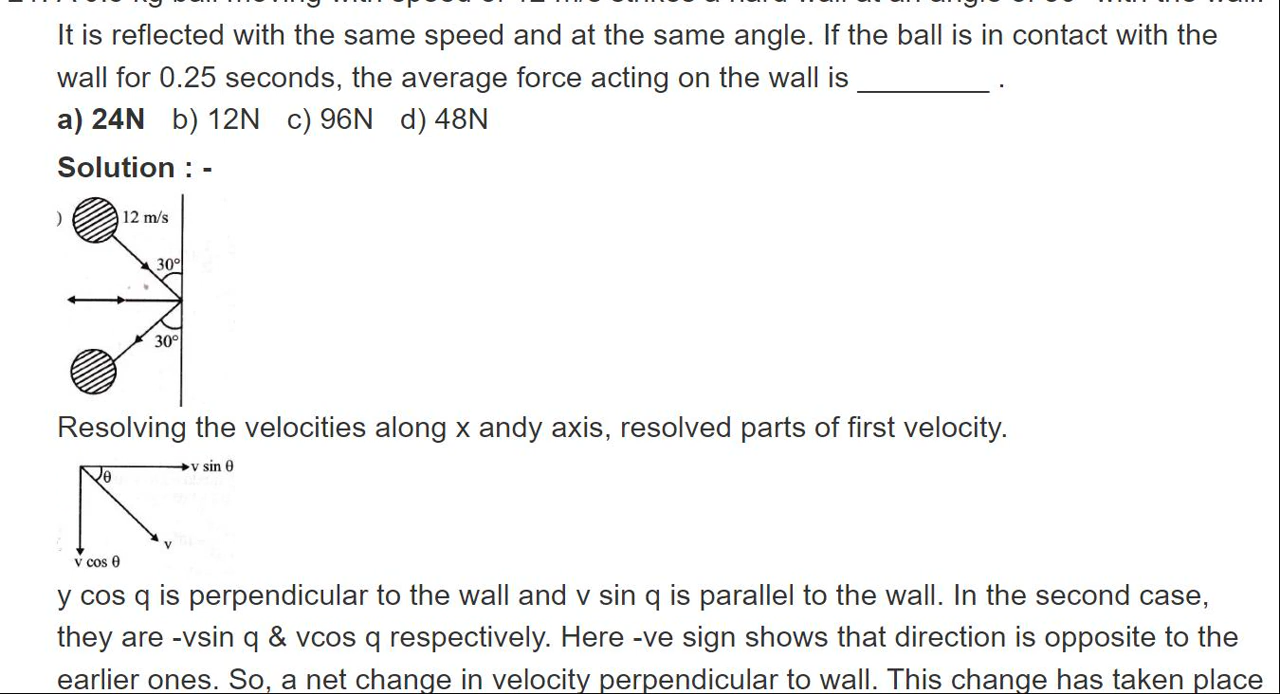 It is reflected with the same speed and at the same angle. If the ball is in contact with the
wall for 0.25 seconds, the average force acting on the wall is _________ .
a) 24N b) 12N c) 96N d) 48N
Solution : -
) 12 m/s
30°
30°
Resolving the velocities along x andy axis, resolved parts of first velocity.
v sin θ
θ
v
v cos θ
y cos q is perpendicular to the wall and v sin q is parallel to the wall. In the second case,
they are -vsin q & vcos q respectively. Here -ve sign shows that direction is opposite to the
earlier ones. So, a net change in velocity perpendicular to wall. This change has taken place